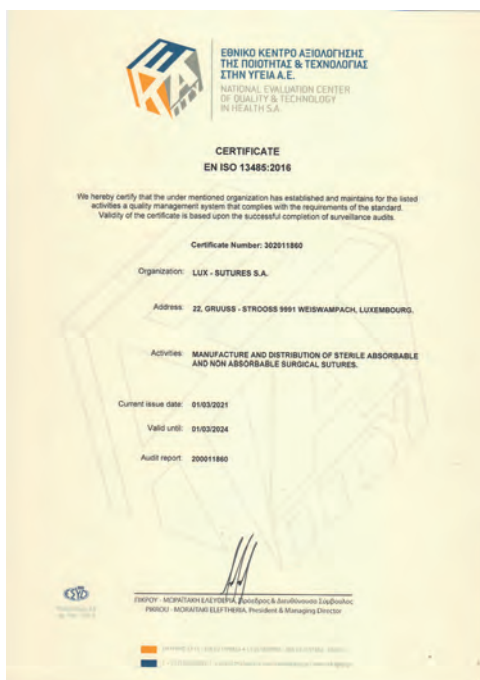 ΕΘΝΙΚΟ ΚΕΝΤΡΟ ΑΞΙΟΛΟΓΗΣΗΣ
ΤΗΣ ΠΟΙΟΤΗΤΑΣ & ΤΕΧΝΟΛΟΓΙΑΣ
ΣΤΗΝ ΥΓΕΙΑ Α.Ε.
NATIONAL EVALUATION CENTER
OF QUALITY & TECHNOLOGY
IN HEALTH S.A.
CERTIFICATE
EN ISO 13485:2016
We hereby certify that the under mentioned organization has established and maintains for the listed
activities a quality management system that complies with the requirements of the standard.
Validity of the certificate is based upon the successful completion of surveillance audits.
Certificate Number: 302011860
Organization: LUX - SUTURES S.A.
Address: 22, GRUUSS - STROOSS 9991 WEISWAMPACH, LUXEMBOURG.
Activities: MANUFACTURE AND DISTRIBUTION OF STERILE ABSORBABLE
AND NON ABSORBABLE SURGICAL SUTURES.
Current issue date: 01/03/2021
Valid until: 01/03/2024
Audit report: 200011860
ΠΙΚΡΟΥ - ΜΟΡΑΪΤΑΚΗ ΕΛΕΥΘΕΡΙΑ, Πρόεδρος & Διευθύνουσα Σύμβουλος
PIKROU - MORAITAKI ELEFTHERIA, President & Managing Director